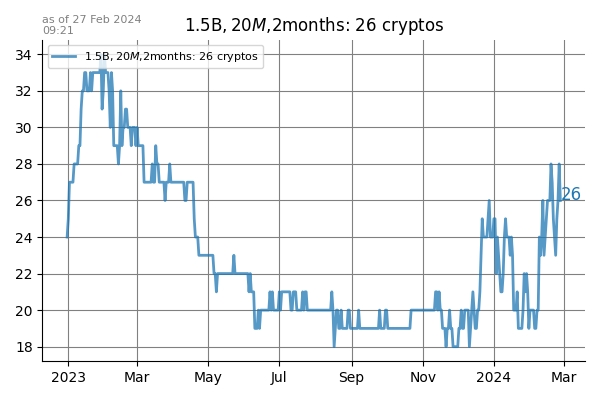 as of 27 Feb 2024
09:21
1.5B, 20M,2months: 26 cryptos
1.5B, 20M,2months: 26 cryptos
34
32
30
28
26
26
24
22
20
18
2023 Mar May Jul Sep Nov 2024 Mar